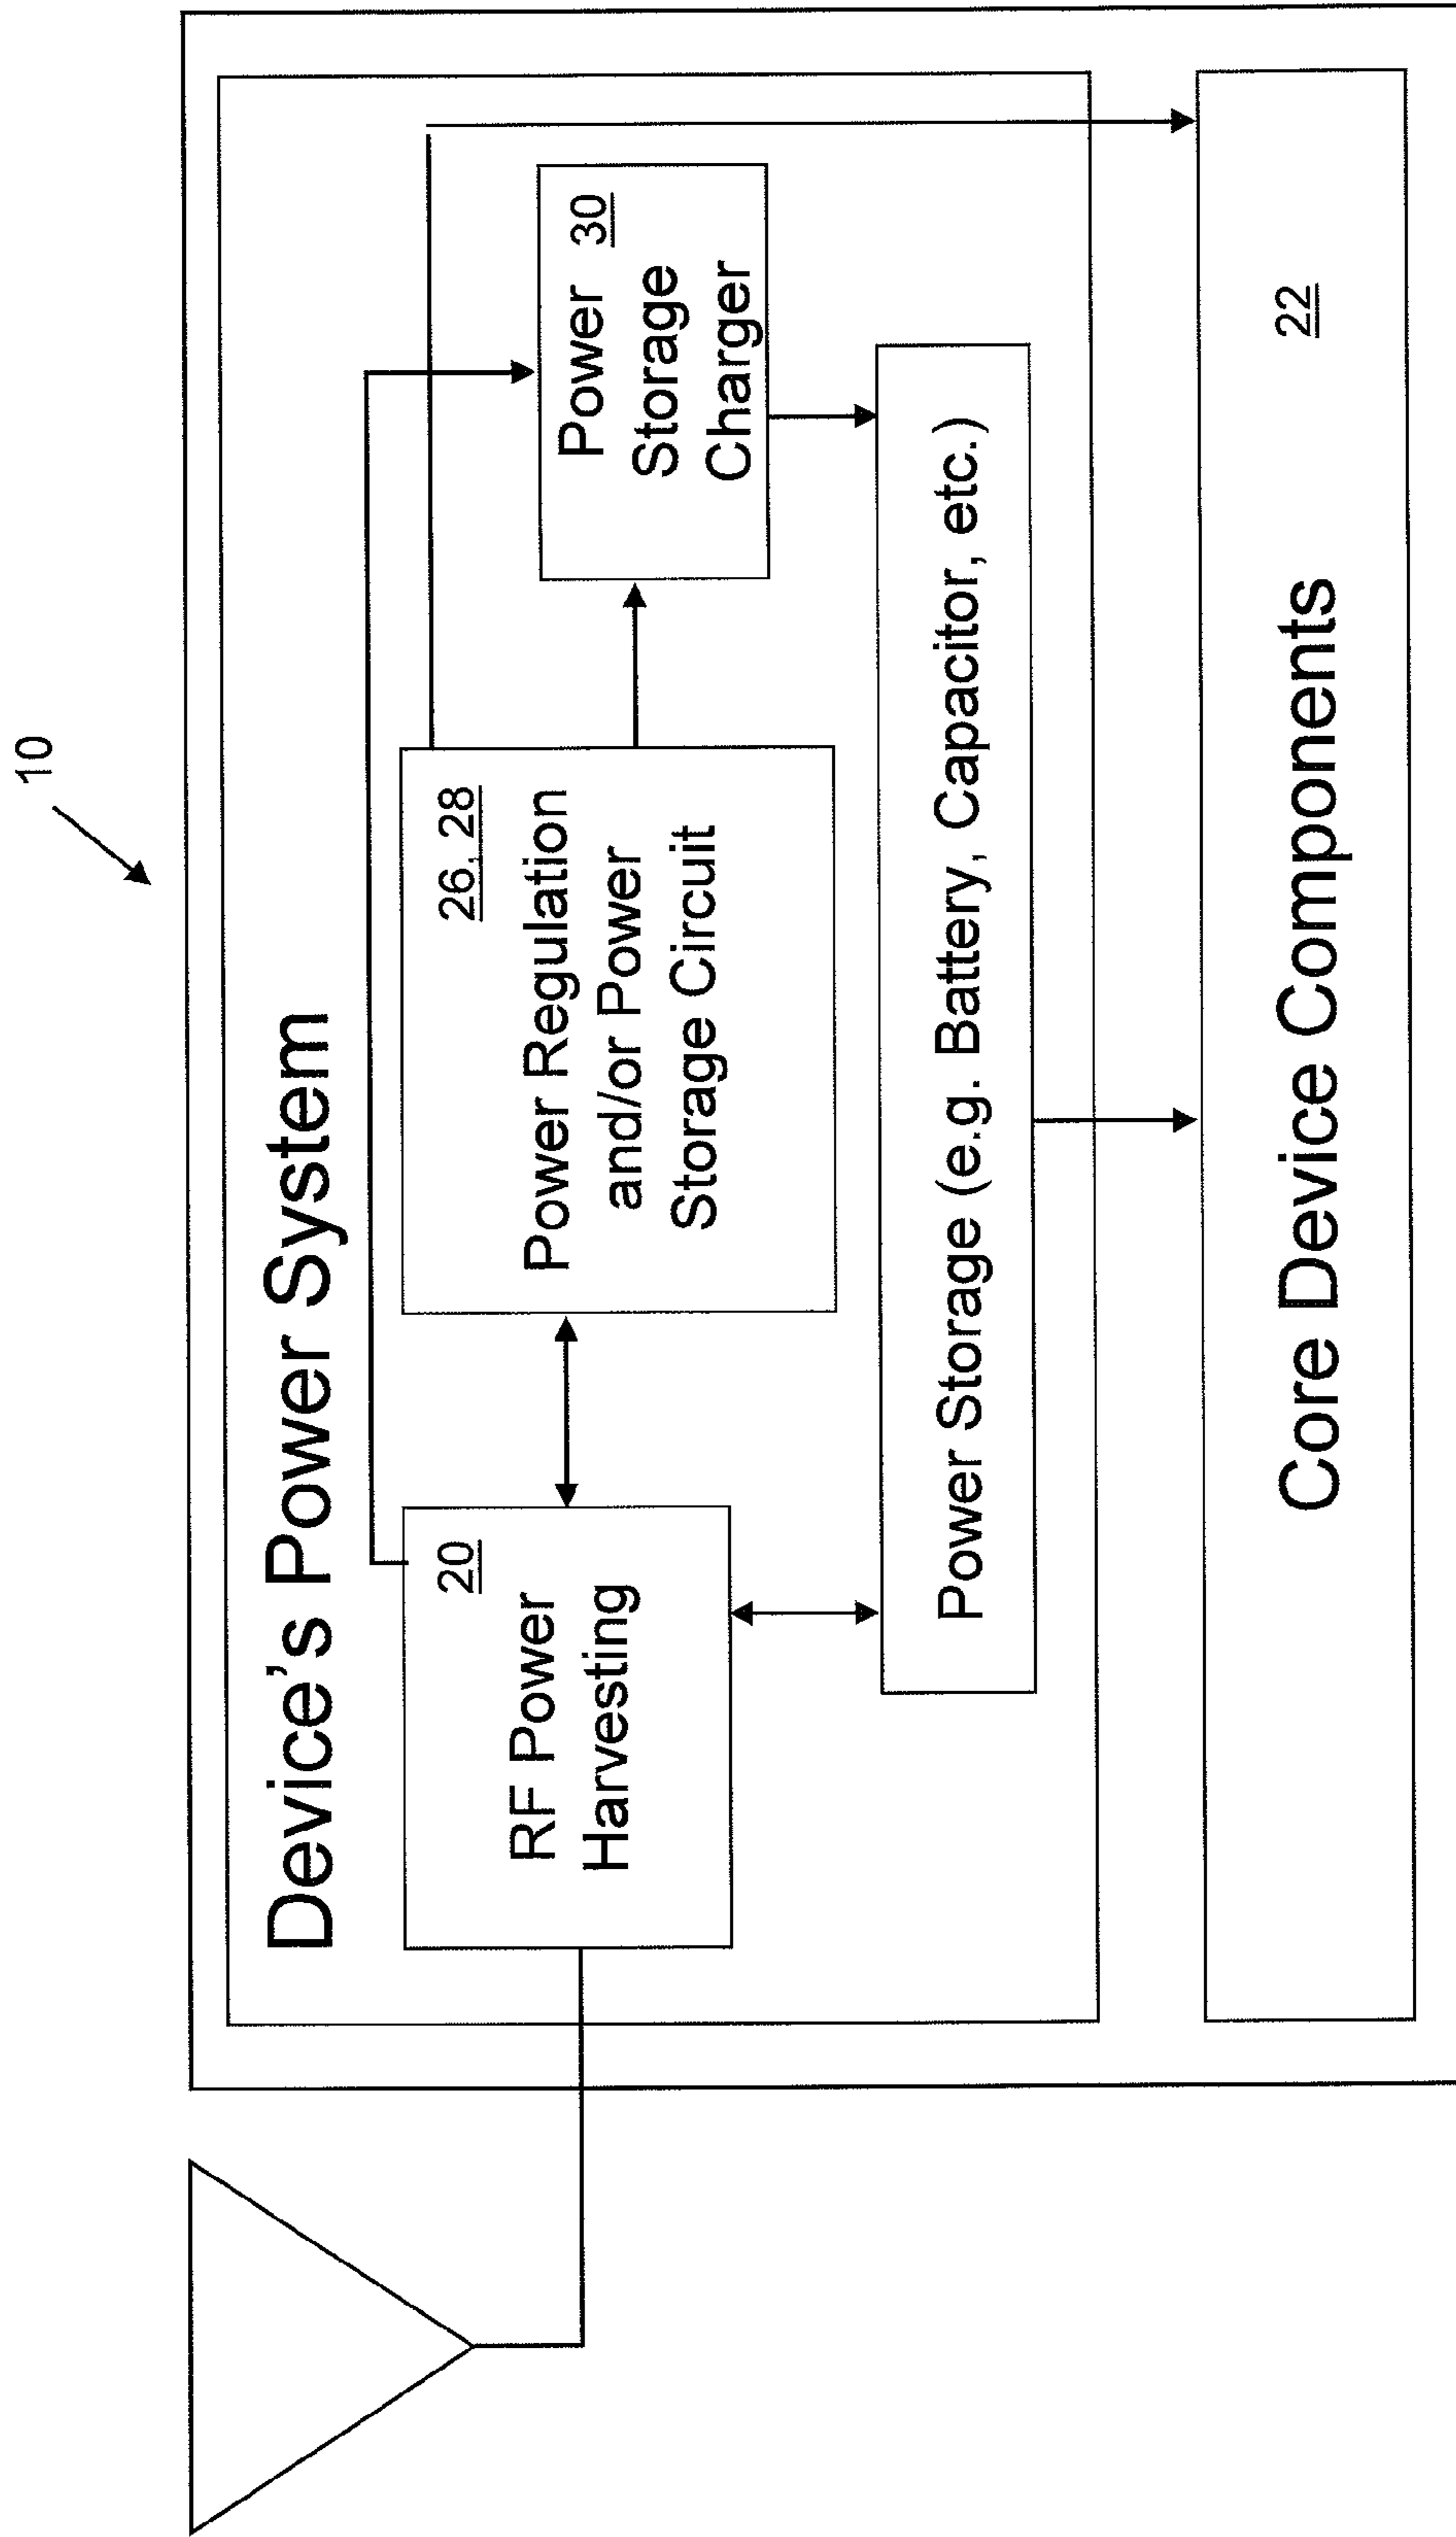 10
Device's Power System
20
RF Power
Harvesting
26, 28
Power Regulation
and/or Power
Storage Circuit
Power 30
Storage
Charger
Power Storage (e.g. Battery, Capacitor, etc.)
Core Device Components 22